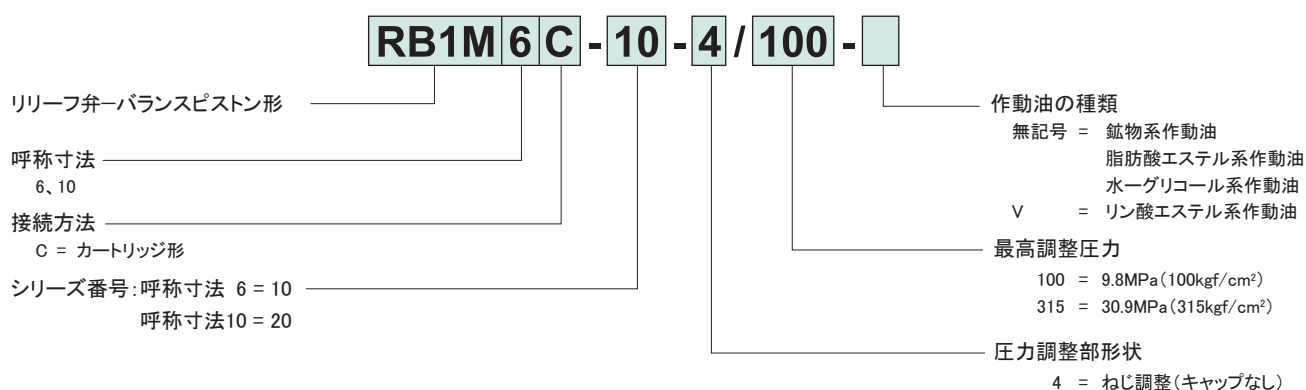 RB1M 6 C - 10 - 4 / 100 -
リリーフ弁ーバランスピストン形
呼称寸法
6、10
接続方法
C = カートリッジ形
シリーズ番号:呼称寸法 6 = 10
呼称寸法10 = 20
作動油の種類
無記号 = 鉱物系作動油
脂肪酸エステル系作動油
水ーグリコール系作動油
V = リン酸エステル系作動油
最高調整圧力
100 = 9.8MPa(100kgf/cm²)
315 = 30.9MPa(315kgf/cm²)
圧力調整部形状
4 = ねじ調整(キャップなし)